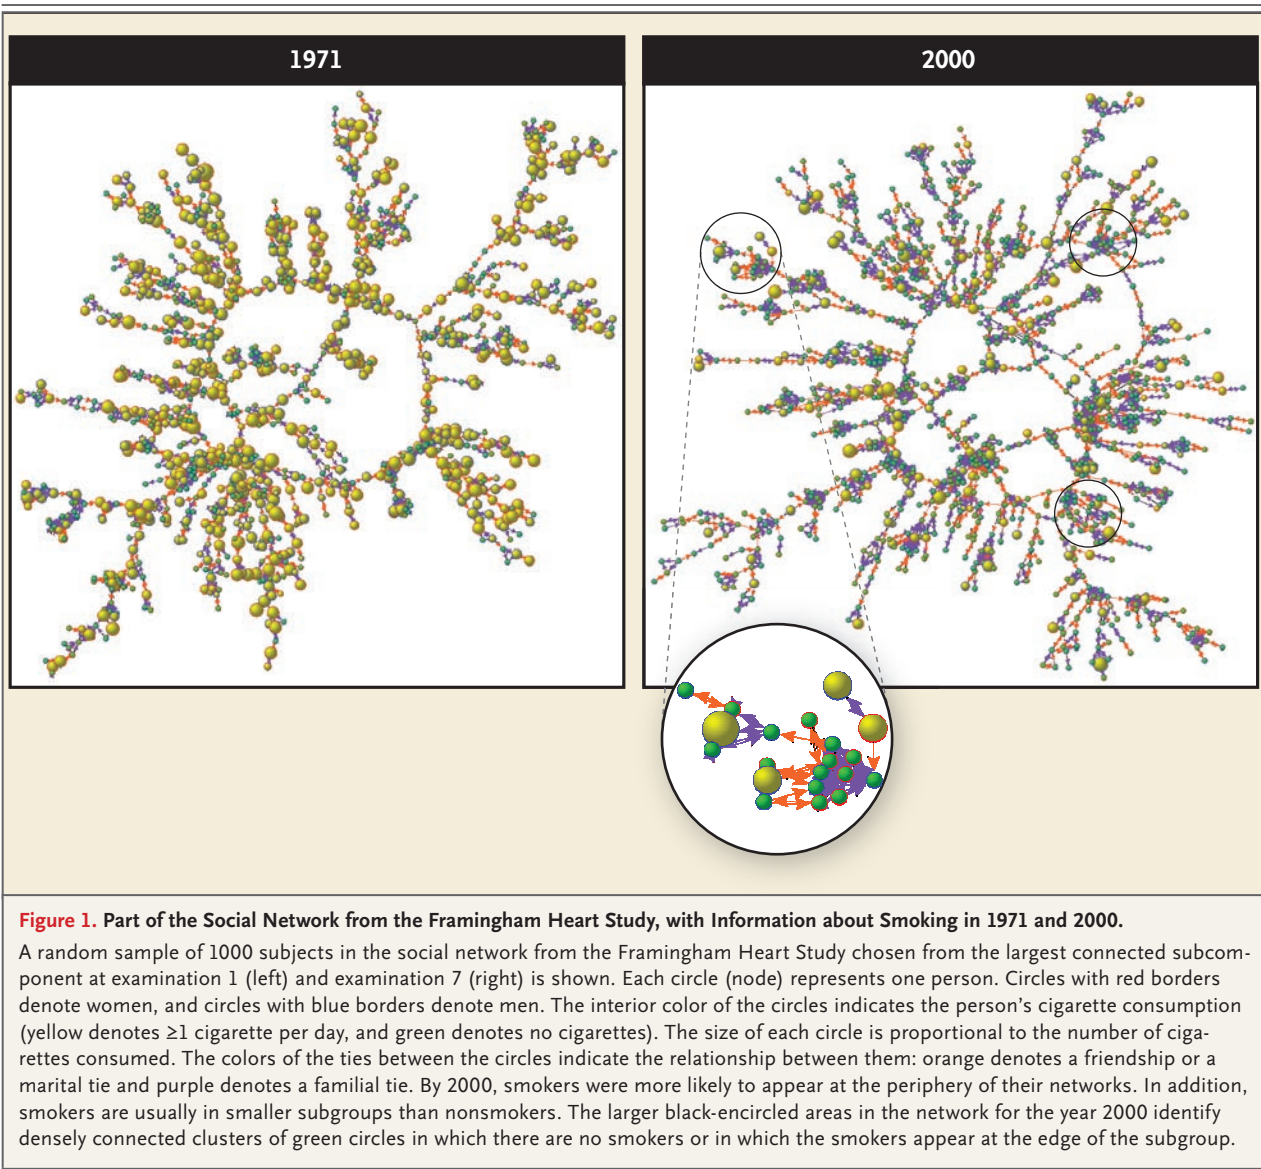 1971
2000
Figure 1. Part of the Social Network from the Framingham Heart Study, with Information about Smoking in 1971 and 2000.
A random sample of 1000 subjects in the social network from the Framingham Heart Study chosen from the largest connected subcom-
ponent at examination 1 (left) and examination 7 (right) is shown. Each circle (node) represents one person. Circles with red borders
denote women, and circles with blue borders denote men. The interior color of the circles indicates the person’s cigarette consumption
(yellow denotes ≥1 cigarette per day, and green denotes no cigarettes). The size of each circle is proportional to the number of ciga-
rettes consumed. The colors of the ties between the circles indicate the relationship between them: orange denotes a friendship or a
marital tie and purple denotes a familial tie. By 2000, smokers were more likely to appear at the periphery of their networks. In addition,
smokers are usually in smaller subgroups than nonsmokers. The larger black-encircled areas in the network for the year 2000 identify
densely connected clusters of green circles in which there are no smokers or in which the smokers appear at the edge of the subgroup.